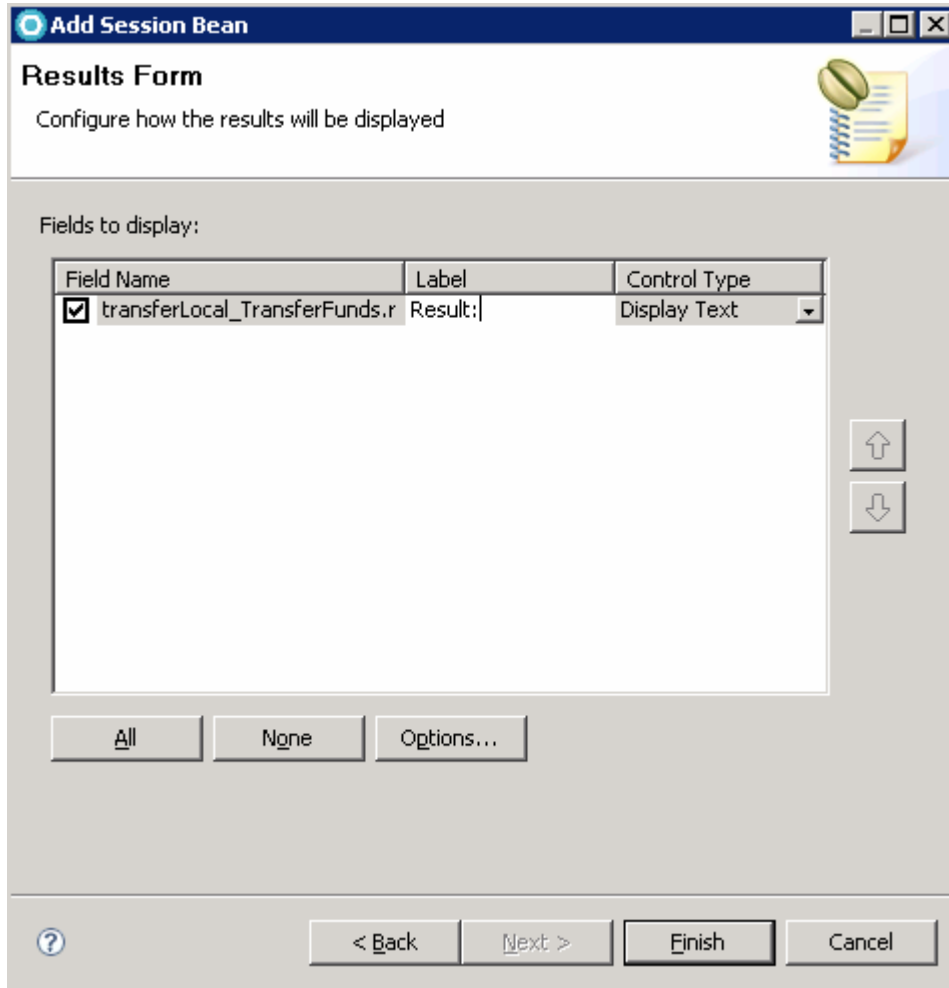 Add Session Bean
Results Form
Configure how the results will be displayed
Fields to display:
Field Name Label Control Type
transferLocal_TransferFunds.r Result: Display Text
All None Options...
< Back Next > Finish Cancel